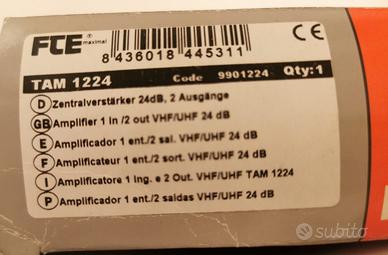 FTE ® maximal
8 436018 445311
TAM 1224 Code 9901224 Qty:1
D Zentralverstärker 24dB, 2 Ausgänge
GB Amplifier 1 in /2 out VHF/UHF 24 dB
E Amplificador 1 ent./2 sal. VHF/UHF 24 dB
F Amplificateur 1 ent./2 sort. VHF/UHF 24 dB
I Amplificatore 1 ing. e 2 Out. VHF/UHF TAM 1224
P Amplificador 1 ent/2 saidas VHF/UHF 24 dB
subito